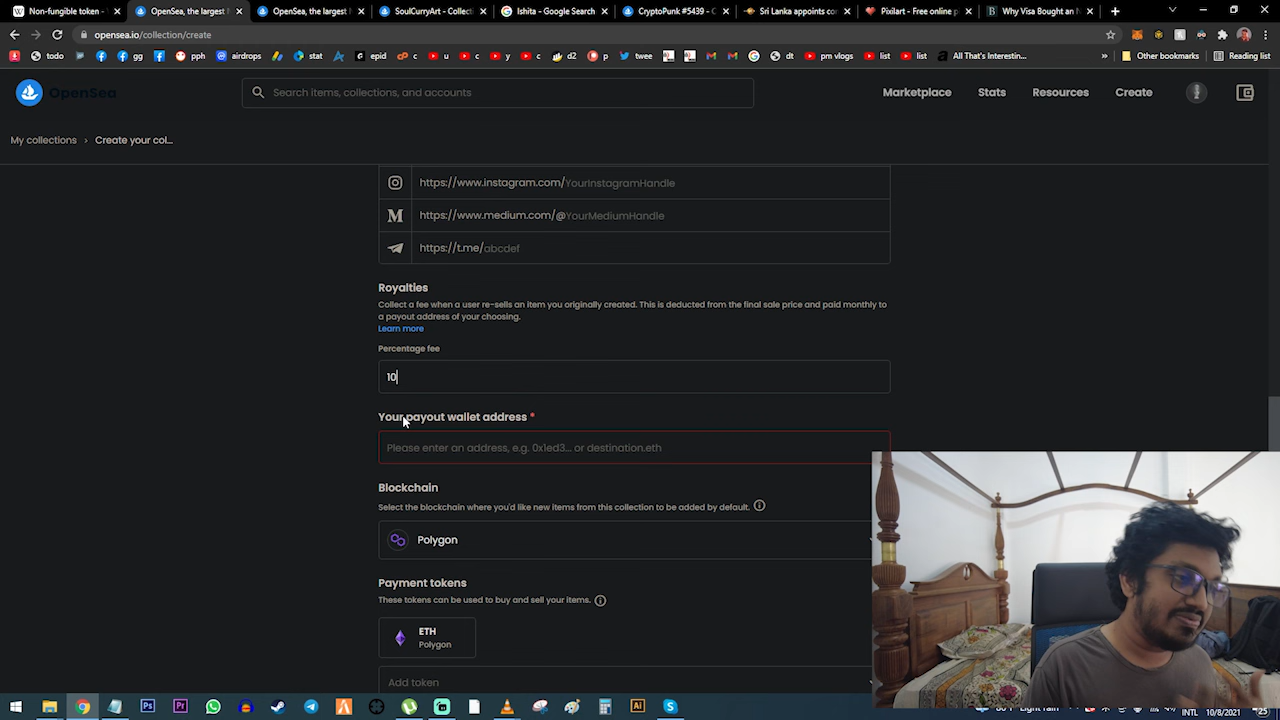 Non-fungible token -
OpenSea, the largest N
OpenSea, the largest N
SoulCurryArt - Collecti
Ishita - Google Search
CryptoPunk #5439 - C
Sri Lanka appoints co
Pixilart - Free online p
Why Visa Bought an N
opensea.io/collection/create
todo
gg
pph
airdrops
stat
epid
c
u
c
y
c
d2
p
twee
dt
pm vlogs
list
list
All That's Interestin...
Other bookmarks
Reading list
OpenSea
Search items, collections, and accounts
Marketplace
Stats
Resources
Create
My collections > Create your col...
https://www.instagram.com/YourInstagramHandle
https://www.medium.com/@YourMediumHandle
https://t.me/abcdef
Royalties
Collect a fee when a user re-sells an item you originally created. This is deducted from the final sale price and paid monthly to
a payout address of your choosing.
Learn more
Percentage fee
10
Your payout wallet address *
Please enter an address, e.g. 0x1ed3... or destination.eth
Blockchain
Select the blockchain where you'd like new items from this collection to be added by default.
Polygon
Payment tokens
These tokens can be used to buy and sell your items.
ETH
Polygon
Add token
INTL
10/8/2021